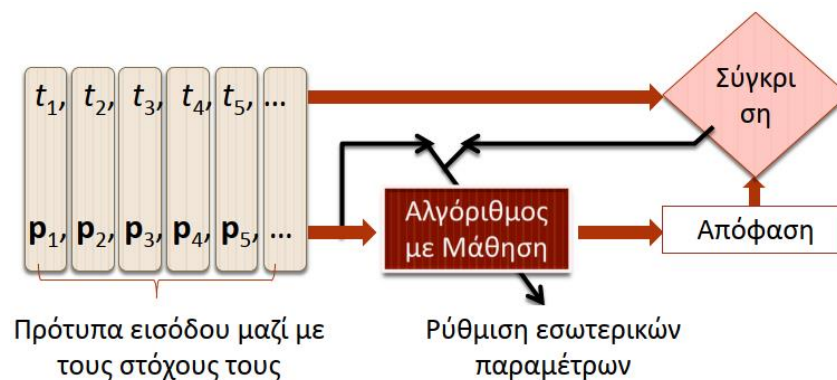 t₁, t₂, t₃, t₄, t₅, ...
Σύγκρι
ση
p₁, p₂, p₃, p₄, p₅, ...
Αλγόριθμος
με Μάθηση
Απόφαση
Πρότυπα εισόδου μαζί με
τους στόχους τους
Ρύθμιση εσωτερικών
παραμέτρων